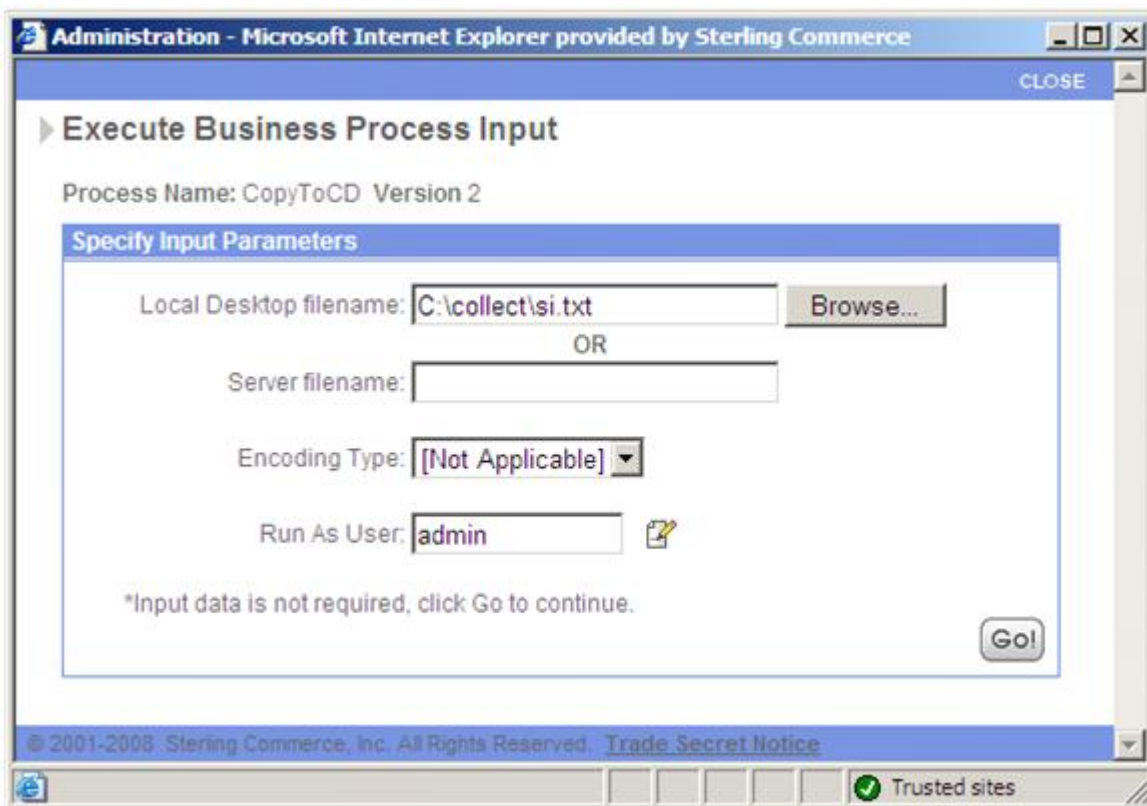 Administration - Microsoft Internet Explorer provided by Sterling Commerce
CLOSE
Execute Business Process Input
Process Name: CopyToCD Version 2
Specify Input Parameters
Local Desktop filename: C:\collect\si.txt Browse...
OR
Server filename:
Encoding Type: [Not Applicable]
Run As User: admin
*Input data is not required, click Go to continue.
Go!
© 2001-2008 Sterling Commerce, Inc. All Rights Reserved. Trade Secret Notice
Trusted sites